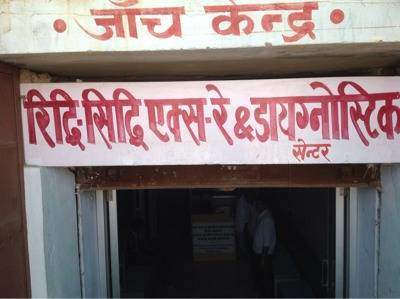 • जाँच केन्द्र •
रिद्धि-सिद्धि एक्स-रे & डायग्नोस्टिक
सेन्टर